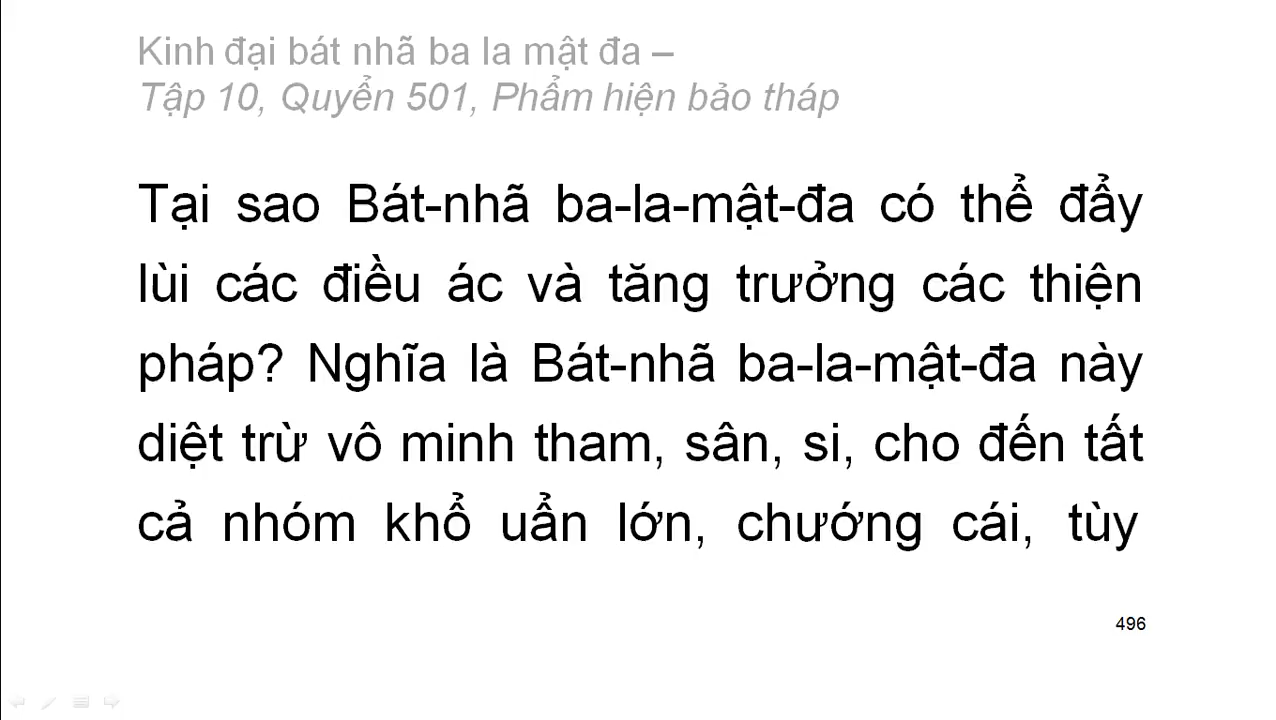 Kinh đại bát nhã ba la mật đa –
Tập 10, Quyển 501, Phẩm hiện bảo tháp
Tại sao Bát-nhã ba-la-mật-đa có thể đẩy
lùi các điều ác và tăng trưởng các thiện
pháp? Nghĩa là Bát-nhã ba-la-mật-đa này
diệt trừ vô minh tham, sân, si, cho đến tất
cả nhóm khổ uẩn lớn, chướng cái, tùy
496